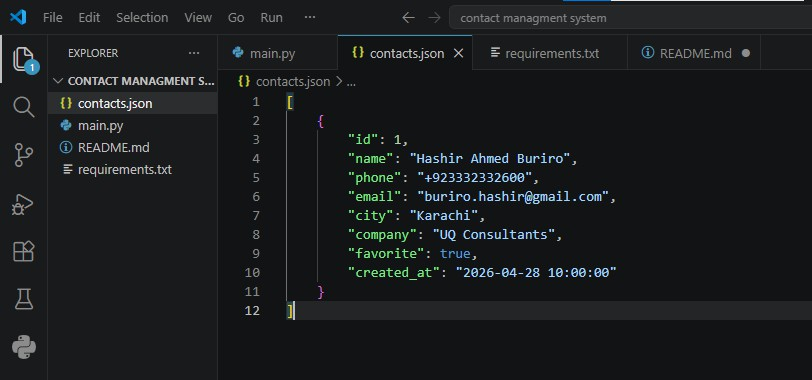 File Edit Selection View Go Run ··· contact managment system
EXPLORER ···
CONTACT MANAGMENT S...
contacts.json
main.py
README.md
requirements.txt
1
main.py contacts.json requirements.txt README.md
contacts.json > ...
1 [
2 {
3 "id": 1,
4 "name": "Hashir Ahmed Buriro",
5 "phone": "+923332332600",
6 "email": "buriro.hashir@gmail.com",
7 "city": "Karachi",
8 "company": "UQ Consultants",
9 "favorite": true,
10 "created_at": "2026-04-28 10:00:00"
11 }
12 ]